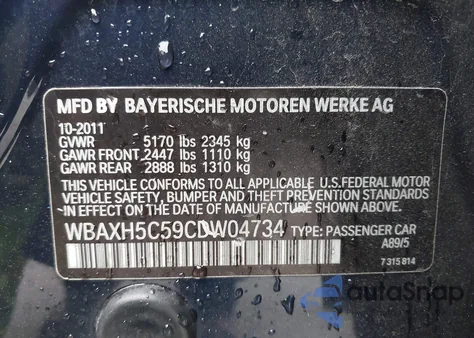 MFD BY BAYERISCHE MOTOREN WERKE AG
10-2011
GVWR 5170 lbs 2345 kg
GAWR FRONT 2447 lbs 1110 kg
GAWR REAR 2888 lbs 1310 kg
THIS VEHICLE CONFORMS TO ALL APPLICABLE U.S.FEDERAL MOTOR
VEHICLE SAFETY,BUMPER AND THEFT PREVENTION
STANDARDS IN EFFECT ON THE DATE OF MANUFACTURE SHOWN ABOVE.
WBAXH5C59CDW04734 TYPE: PASSENGER CAR
A89/5
7 315 814
autoSnap
www.autosnap.com